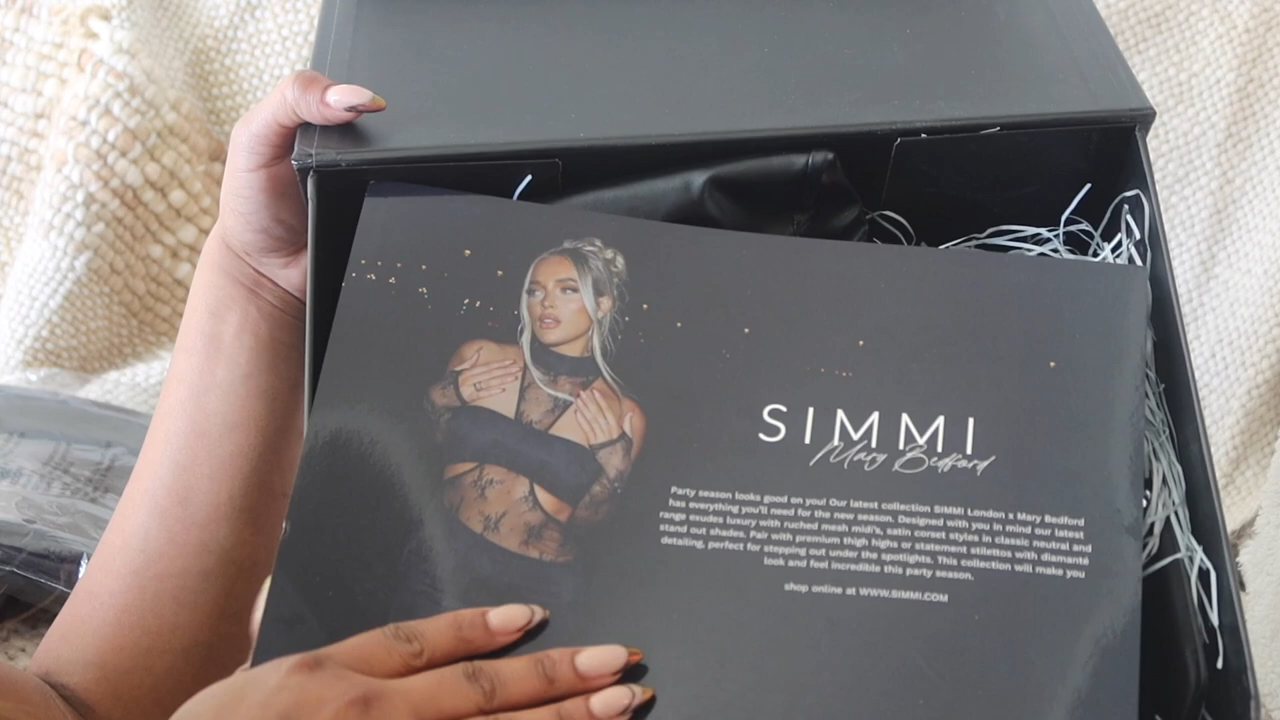 SIMMI
Mary Bedford
Party season looks good on you! Our latest collection SIMMI London x Mary Bedford
has everything you'll need for the new season. Designed with you in mind our latest
range exudes luxury with ruched mesh midi's, satin corset styles in classic neutral and
stand out shades. Pair with premium thigh highs or statement stilettos with diamanté
detailing, perfect for stepping out under the spotlights. This collection will make you
look and feel incredible this party season.
shop online at WWW.SIMMI.COM